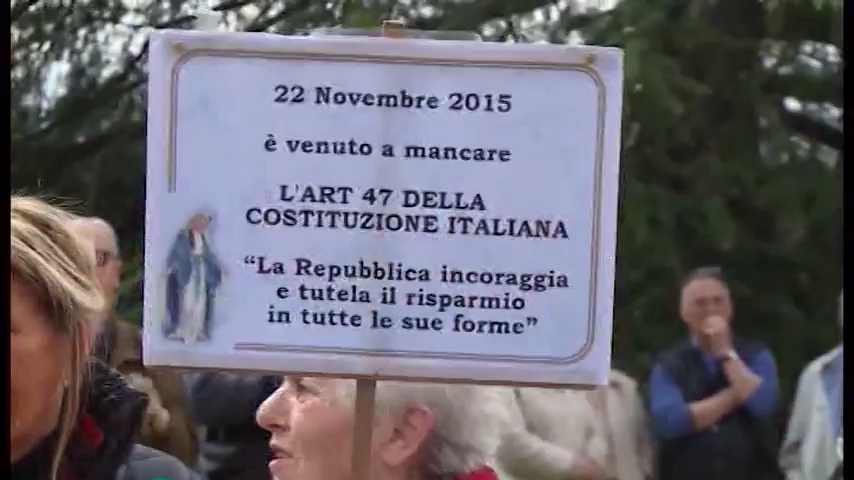 22 Novembre 2015
è venuto a mancare
L'ART 47 DELLA
COSTITUZIONE ITALIANA
“La Repubblica incoraggia
e tutela il risparmio
in tutte le sue forme”